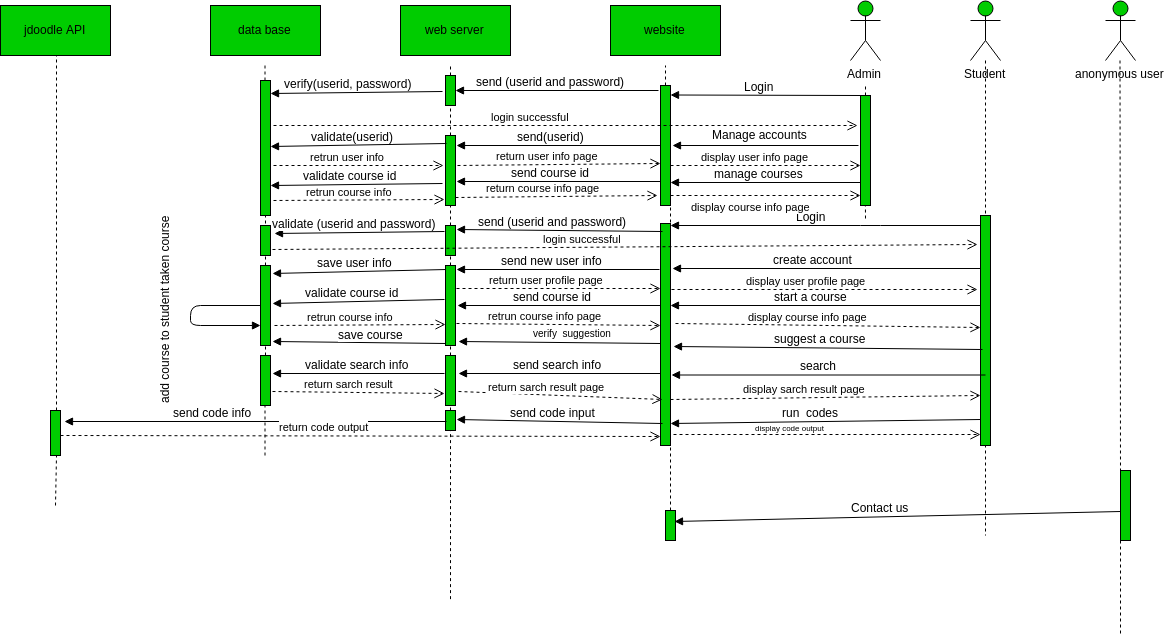 jdoodle API
data base
web server
website
Admin
Student
anonymous user
verify(userid, password)
send (userid and password)
Login
login successful
validate(userid)
send(userid)
Manage accounts
retrun user info
return user info page
display user info page
validate course id
send course id
manage courses
retrun course info
return course info page
display course info page
Login
validate (userid and password)
send (userid and password)
login successful
save user info
send new user info
create account
return user profile page
display user profile page
validate course id
send course id
start a course
add course to student taken course
retrun course info
retrun course info page
display course info page
save course
verify suggestion
suggest a course
validate search info
send search info
search
return sarch result
return sarch result page
display sarch result page
send code info
send code input
run codes
return code output
display code output
Contact us